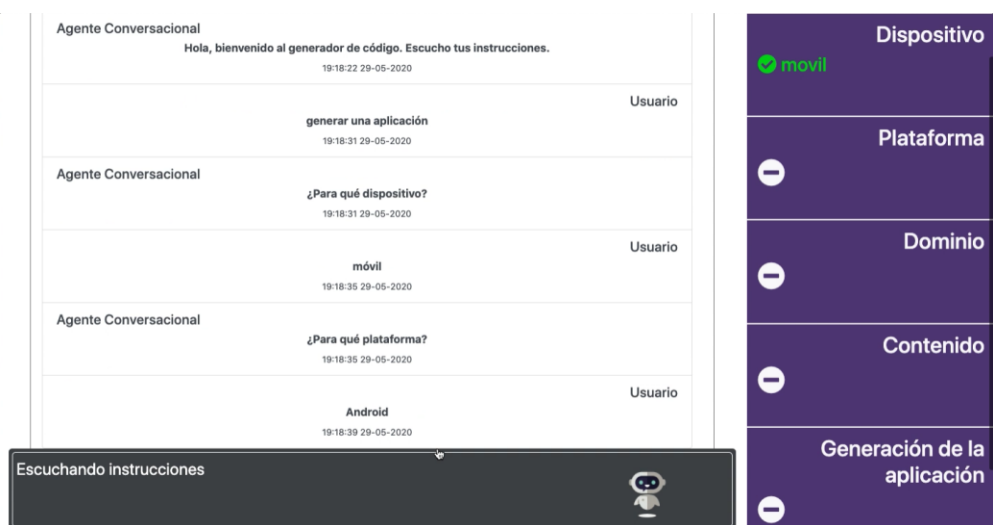 Agente Conversacional
Hola, bienvenido al generador de código. Escucho tus instrucciones.
19:18:22 29-05-2020
Usuario
generar una aplicación
19:18:31 29-05-2020
Agente Conversacional
¿Para qué dispositivo?
19:18:31 29-05-2020
Usuario
móvil
19:18:35 29-05-2020
Agente Conversacional
¿Para qué plataforma?
19:18:35 29-05-2020
Usuario
Android
19:18:39 29-05-2020
Escuchando instrucciones
Dispositivo
movil
Plataforma
Dominio
Contenido
Generación de la
aplicación